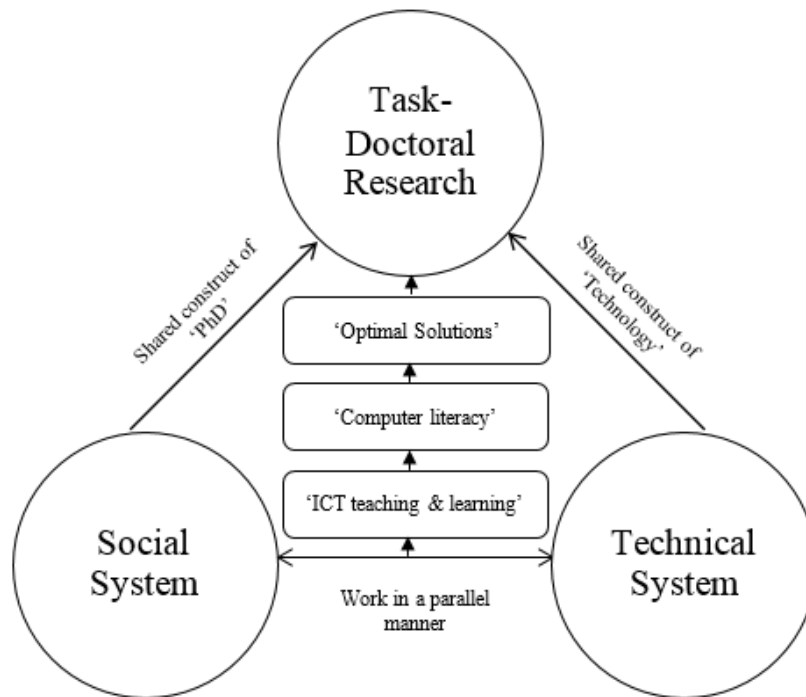 Task-
Doctoral
Research
Shared construct of
‘PhD’
Shared construct of
‘Technology’
‘Optimal Solutions’
‘Computer literacy’
‘ICT teaching & learning’
Social
System
Technical
System
Work in a parallel
manner